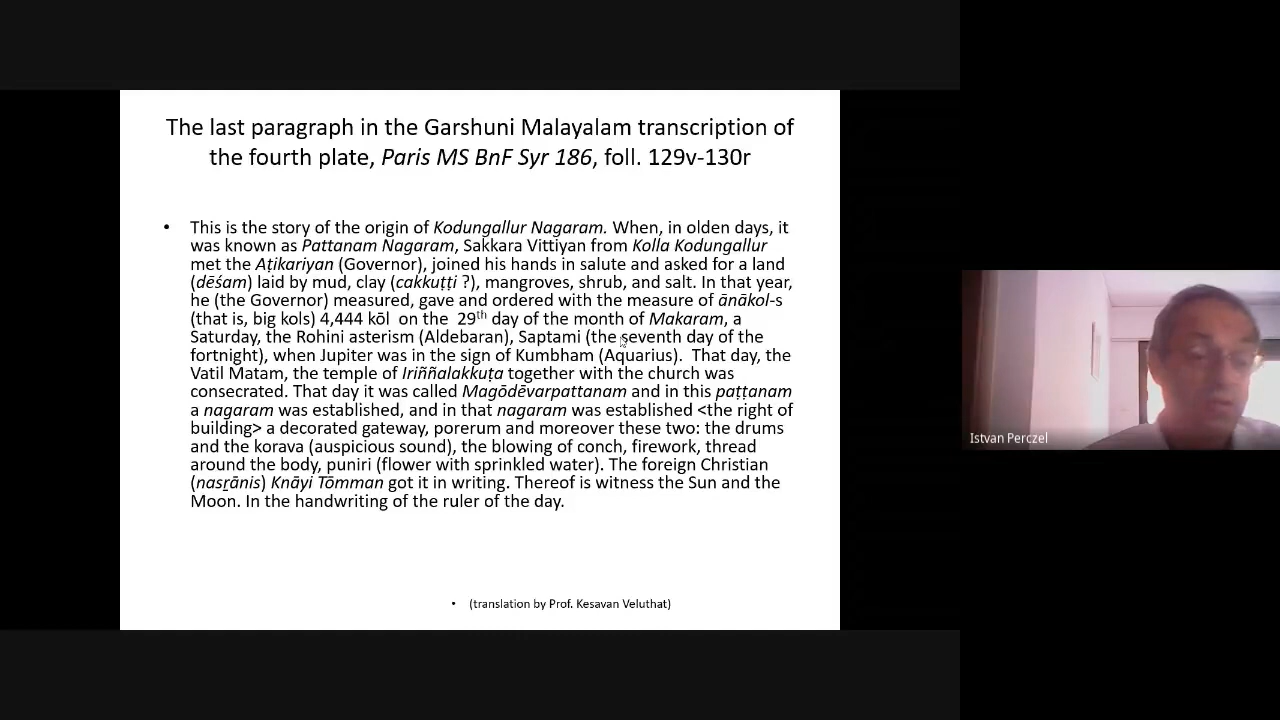 The last paragraph in the Garshuni Malayalam transcription of
the fourth plate, Paris MS BnF Syr 186, foll. 129v-130r
• This is the story of the origin of Kodungallur Nagaram. When, in olden days, it
was known as Pattanam Nagaram, Sakkara Vittiyan from Kolla Kodungallur
met the Aṭikariyan (Governor), joined his hands in salute and asked for a land
(dēśam) laid by mud, clay (cakkuṭṭi ?), mangroves, shrub, and salt. In that year,
he (the Governor) measured, gave and ordered with the measure of ānākol-s
(that is, big kols) 4,444 kōl on the 29th day of the month of Makaram, a
Saturday, the Rohini asterism (Aldebaran), Saptami (the seventh day of the
fortnight), when Jupiter was in the sign of Kumbham (Aquarius). That day, the
Vatil Matam, the temple of Iriññalakkuṭa together with the church was
consecrated. That day it was called Magōdēvarpattanam and in this paṭṭanam
a nagaram was established, and in that nagaram was established <the right of
building> a decorated gateway, porerum and moreover these two: the drums
and the korava (auspicious sound), the blowing of conch, firework, thread
around the body, puniri (flower with sprinkled water). The foreign Christian
(nasṟānis) Knāyi Tōmman got it in writing. Thereof is witness the Sun and the
Moon. In the handwriting of the ruler of the day.
• (translation by Prof. Kesavan Veluthat)
Istvan Perczel